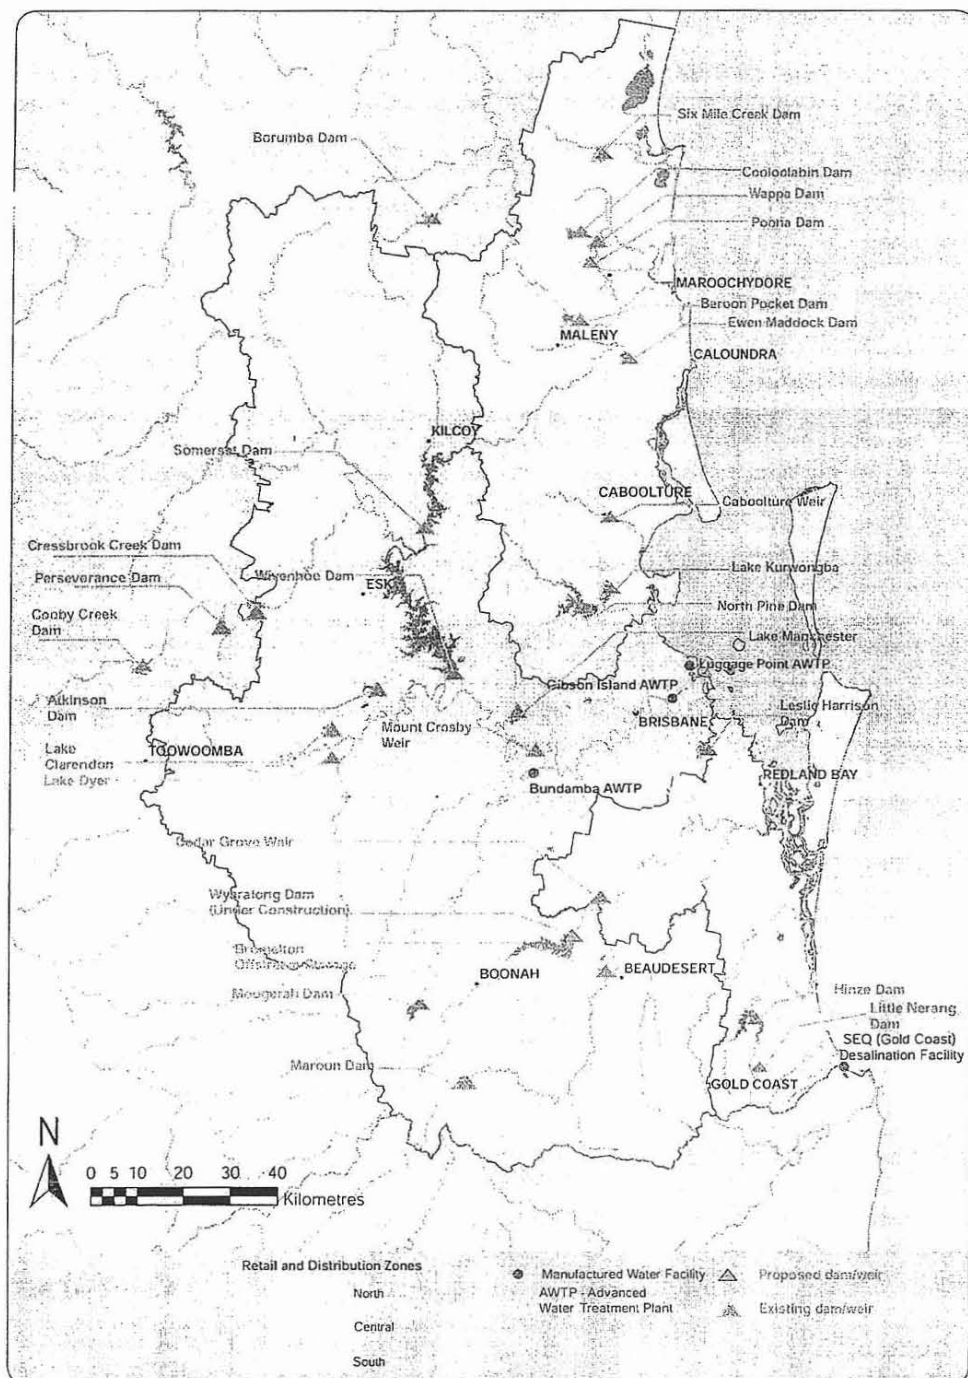 Six Mile Creek Dam
Borumba Dam
Cooloolabin Dam
Wappa Dam
Poona Dam
MAROOCHYDORE
Baroon Pocket Dam
MALENY
Ewen Maddock Dam
CALOUNDRA
KILCOY
Somerset Dam
CABOOLTURE
Caboolture Weir
Cressbrook Creek Dam
Perseverance Dam
Wivenhoe Dam
ESK
Lake Kurwongba
Cooby Creek
Dam
North Pine Dam
Lake Manchester
Luggage Point AWTP
Gibson Island AWTP
Atkinson
Dam
Mount Crosby
Weir
BRISBANE
Leslie Harrison
Dam
TOOWOOMBA
Lake
Clarendon
Lake Dyer
Bundamba AWTP
REDLAND BAY
Cedar Grove Weir
Wyaralong Dam
(Under Construction)
Bromelton
Offstream Storage
BOONAH
BEAUDESERT
Moogerah Dam
Hinze Dam
Little Nerang
Dam
SEQ (Gold Coast)
Desalination Facility
Maroun Dam
GOLD COAST
N
0 5 10 20 30 40
Kilometres
Retail and Distribution Zones
North
Central
South
Manufactured Water Facility
AWTP - Advanced
Water Treatment Plant
Proposed dam/weir
Existing dam/weir